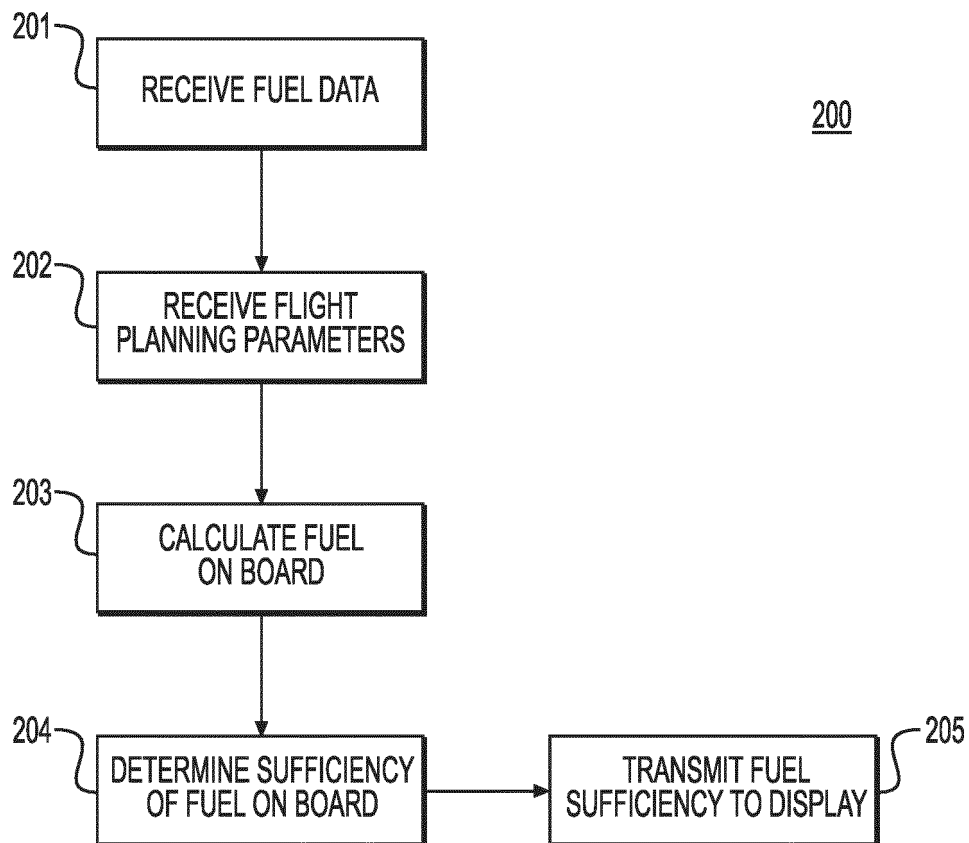 201
RECEIVE FUEL DATA
200
202
RECEIVE FLIGHT
PLANNING PARAMETERS
203
CALCULATE FUEL
ON BOARD
204
DETERMINE SUFFICIENCY
OF FUEL ON BOARD
205
TRANSMIT FUEL
SUFFICIENCY TO DISPLAY